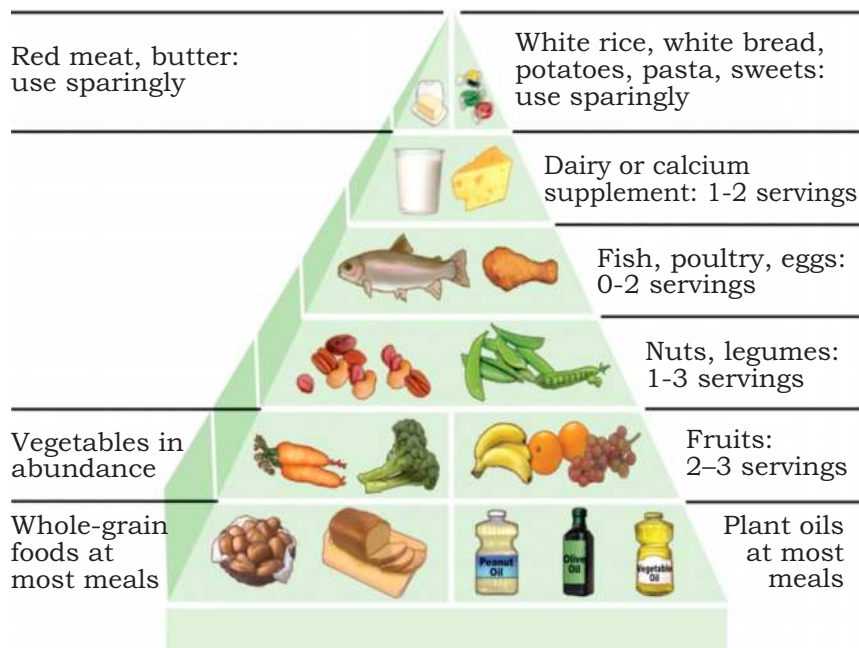 Red meat, butter:
use sparingly
White rice, white bread,
potatoes, pasta, sweets:
use sparingly
Dairy or calcium
supplement: 1-2 servings
Fish, poultry, eggs:
0-2 servings
Nuts, legumes:
1-3 servings
Vegetables in
abundance
Fruits:
2–3 servings
Whole-grain
foods at
most meals
Peanut
Oil
Olive
Oil
Vegetable
Oil
Plant oils
at most
meals